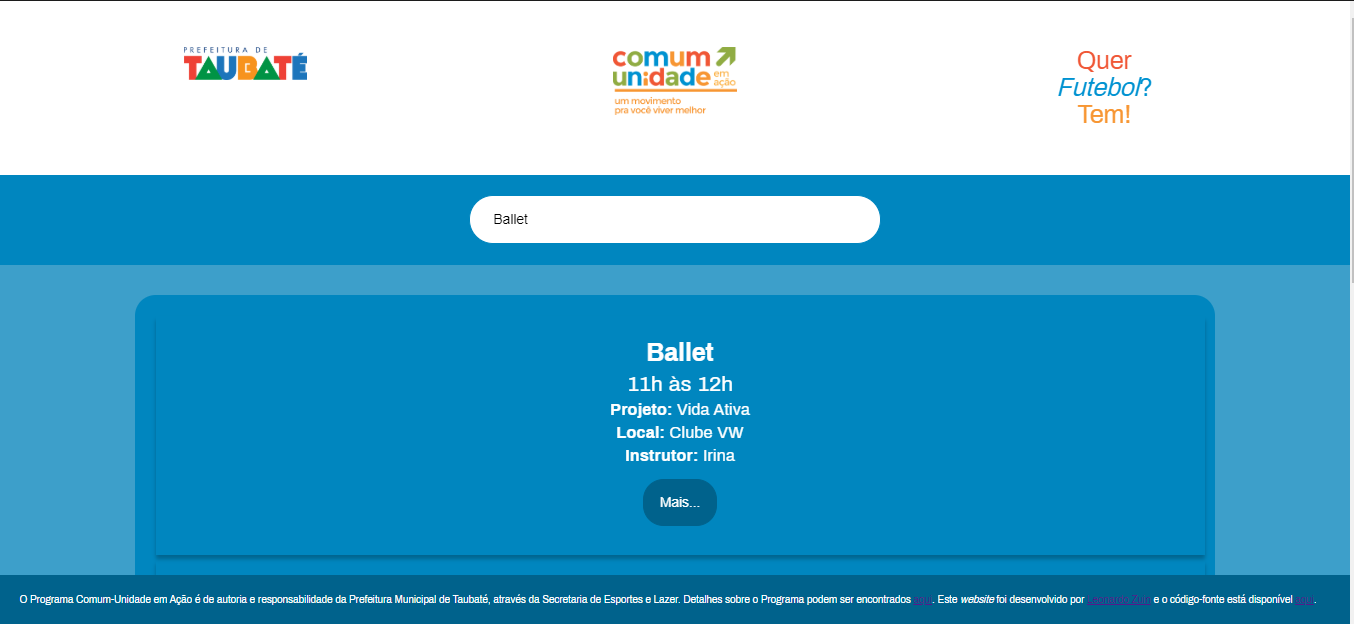 PREFEITURA DE
TAUBATÉ
comum
unidade em
ação
um movimento
pra você viver melhor
Quer
Futebol?
Tem!
Ballet
Ballet
11h às 12h
Projeto: Vida Ativa
Local: Clube VW
Instrutor: Irina
Mais...
O Programa Comum-Unidade em Ação é de autoria e responsabilidade da Prefeitura Municipal de Taubaté, através da Secretaria de Esportes e Lazer. Detalhes sobre o Programa podem ser encontrados aqui. Este website foi desenvolvido por e o código-fonte está disponível aqui.